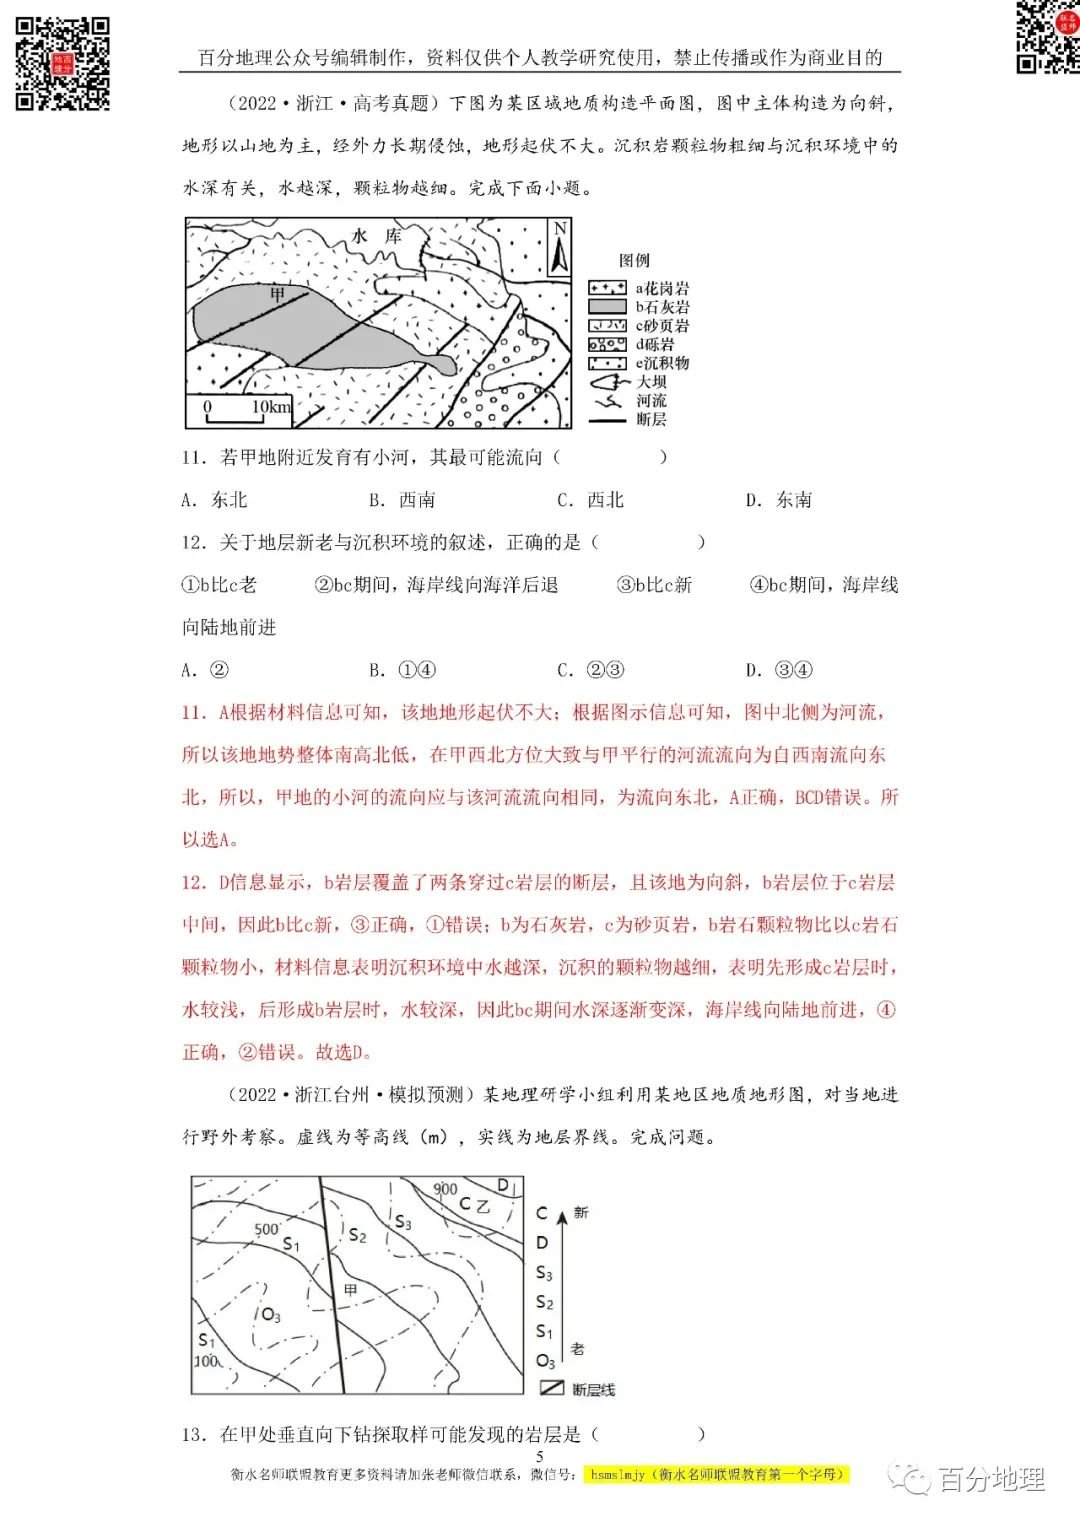 百分地理公众号编辑制作，资料仅供个人教学研究使用，禁止传播或作为商业目的
（2022·浙江·高考真题）下图为某区域地质构造平面图，图中主体构造为向斜，
地形以山地为主，经外力长期侵蚀，地形起伏不大。沉积岩颗粒物粗细与沉积环境中的
水深有关，水越深，颗粒物越细。完成下面小题。
水 库
N
甲
0 10km
图例
a花岗岩
b石灰岩
c砂页岩
d砾岩
e沉积物
大坝
河流
断层
11．若甲地附近发育有小河，其最可能流向（ ）
A．东北 B．西南 C．西北 D．东南
12．关于地层新老与沉积环境的叙述，正确的是（ ）
①b比c老 ②bc期间，海岸线向海洋后退 ③b比c新 ④bc期间，海岸线
向陆地前进
A．② B．①④ C．②③ D．③④
11．A根据材料信息可知，该地地形起伏不大；根据图示信息可知，图中北侧为河流，
所以该地地势整体南高北低，在甲西北方位大致与甲平行的河流流向为自西南流向东
北，所以，甲地的小河的流向应与该河流流向相同，为流向东北，A正确，BCD错误。所
以选A。
12．D信息显示，b岩层覆盖了两条穿过c岩层的断层，且该地为向斜，b岩层位于c岩层
中间，因此b比c新，③正确，①错误；b为石灰岩，c为砂页岩，b岩石颗粒物比以c岩石
颗粒物小，材料信息表明沉积环境中水越深，沉积的颗粒物越细，表明先形成c岩层时，
水较浅，后形成b岩层时，水较深，因此bc期间水深逐渐变深，海岸线向陆地前进，④
正确，②错误。故选D。
（2022·浙江台州·模拟预测）某地理研学小组利用某地区地质地形图，对当地进
行野外考察。虚线为等高线（m），实线为地层界线。完成问题。
900 D
C 乙
500 S1 S2 S3
甲
O3
S1
100
C 新
D
S3
S2
S1
O3 老
断层线
13．在甲处垂直向下钻探取样可能发现的岩层是（ ）
5
衡水名师联盟教育更多资料请加张老师微信联系，微信号： hsmslmjy（衡水名师联盟教育第一个字母）
百分地理